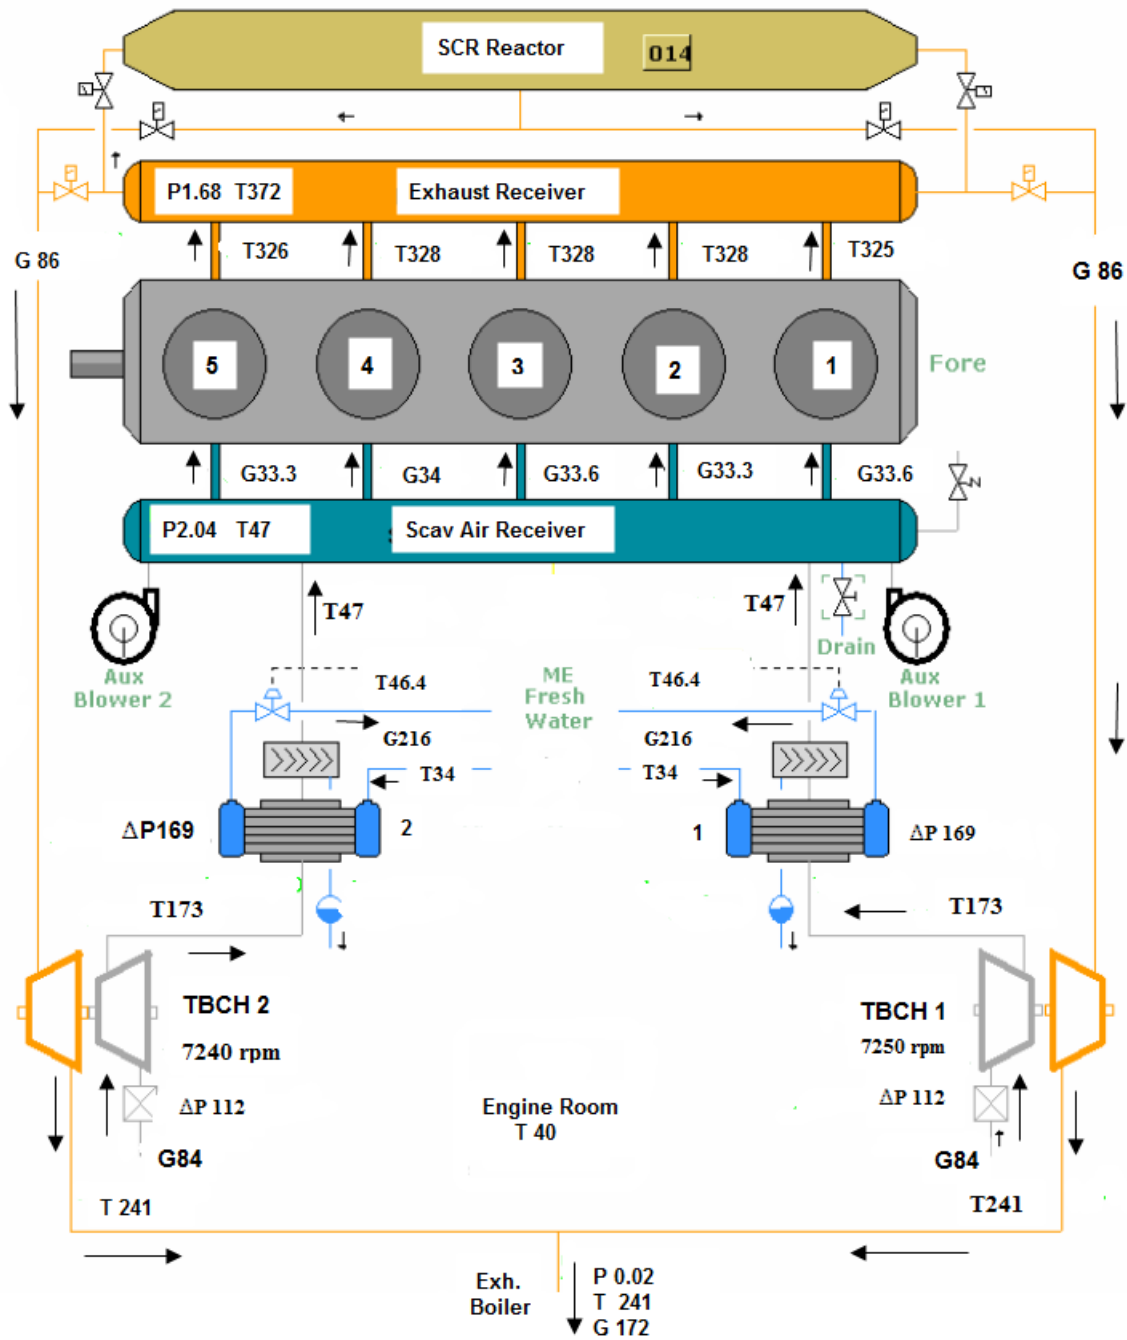 SCR Reactor 014
P1.68 T372 Exhaust Receiver
G 86 T326 T328 T328 T328 T325 G 86
5 4 3 2 1 Fore
G33.3 G34 G33.6 G33.3 G33.6
P2.04 T47 Scav Air Receiver
T47 T47
Drain
Aux
Blower 2
Aux
Blower 1
ME
Fresh
Water
T46.4 T46.4
G216 G216
T34 T34
ΔP169 2 1 ΔP 169
T173 T173
TBCH 2 TBCH 1
7240 rpm 7250 rpm
ΔP 112 ΔP 112
Engine Room
T 40
G84 G84
T 241 T241
Exh.
Boiler
P 0.02
T 241
G 172